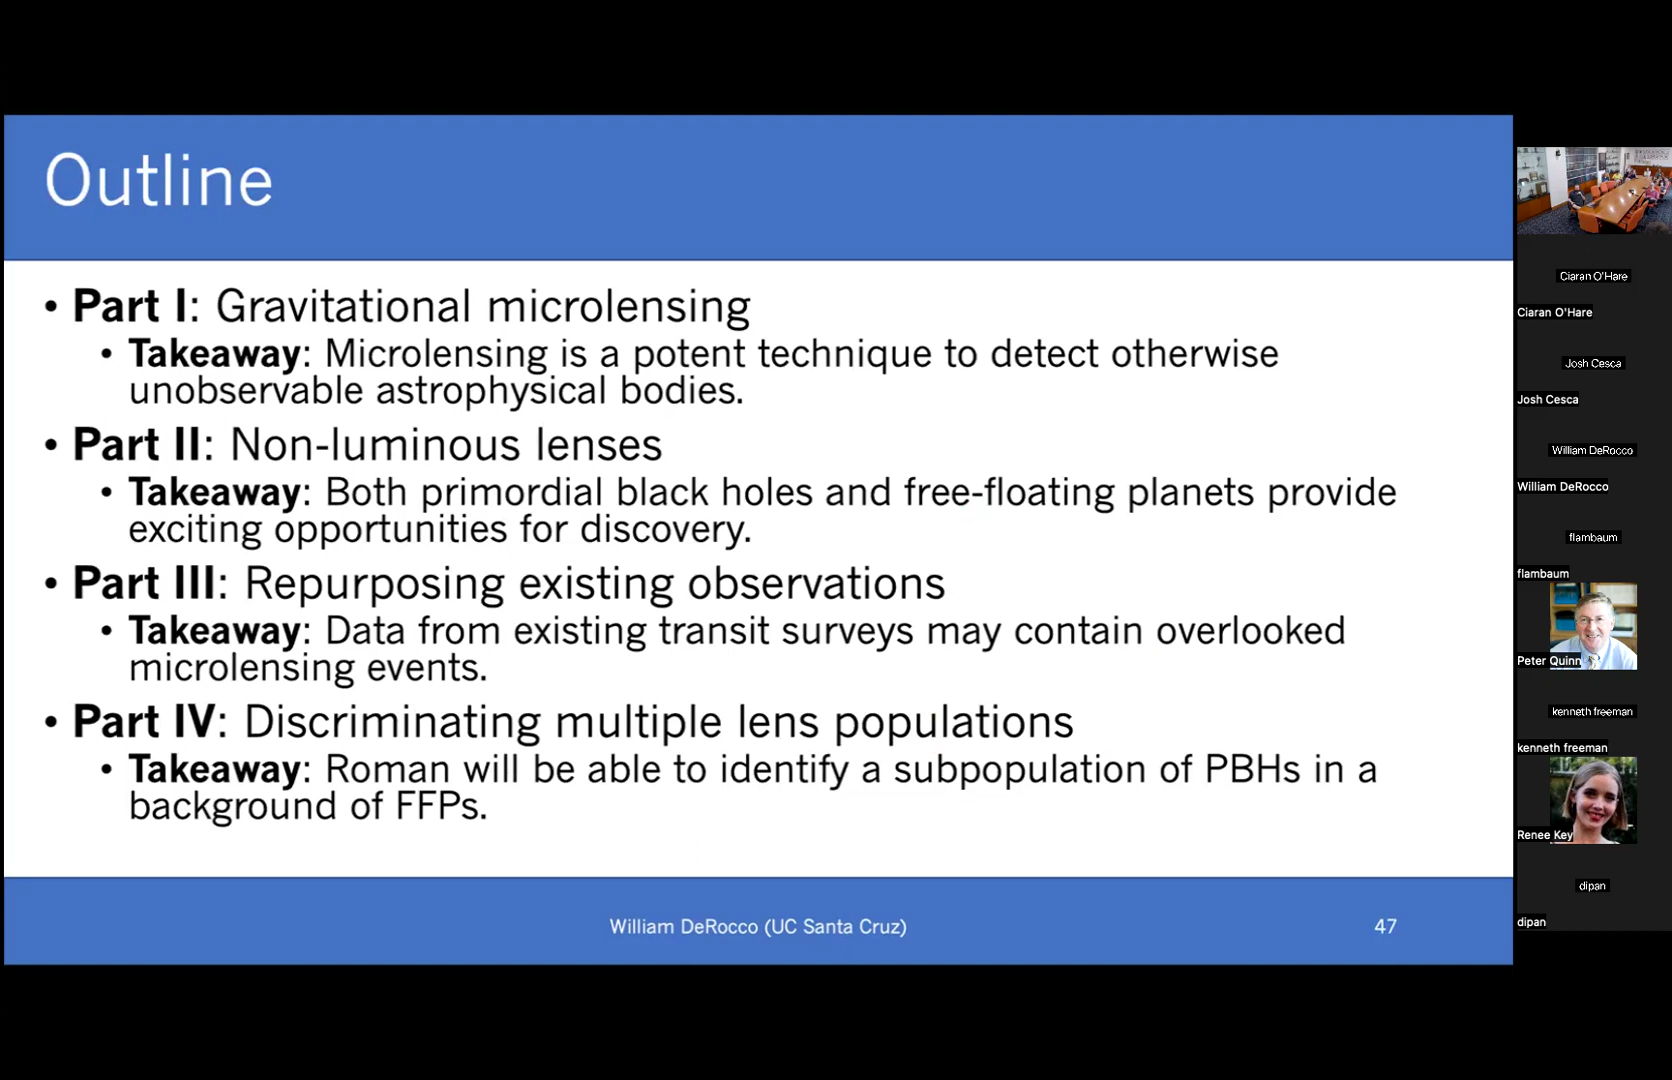 Outline
• Part I: Gravitational microlensing
• Takeaway: Microlensing is a potent technique to detect otherwise
unobservable astrophysical bodies.
• Part II: Non-luminous lenses
• Takeaway: Both primordial black holes and free-floating planets provide
exciting opportunities for discovery.
• Part III: Repurposing existing observations
• Takeaway: Data from existing transit surveys may contain overlooked
microlensing events.
• Part IV: Discriminating multiple lens populations
• Takeaway: Roman will be able to identify a subpopulation of PBHs in a
background of FFPs.
William DeRocco (UC Santa Cruz)
47
Ciaran O'Hare
Ciaran O'Hare
Josh Cesca
Josh Cesca
William DeRocco
William DeRocco
flambaum
flambaum
Peter Quinn
kenneth freeman
kenneth freeman
Renee Key
dipan
dipan